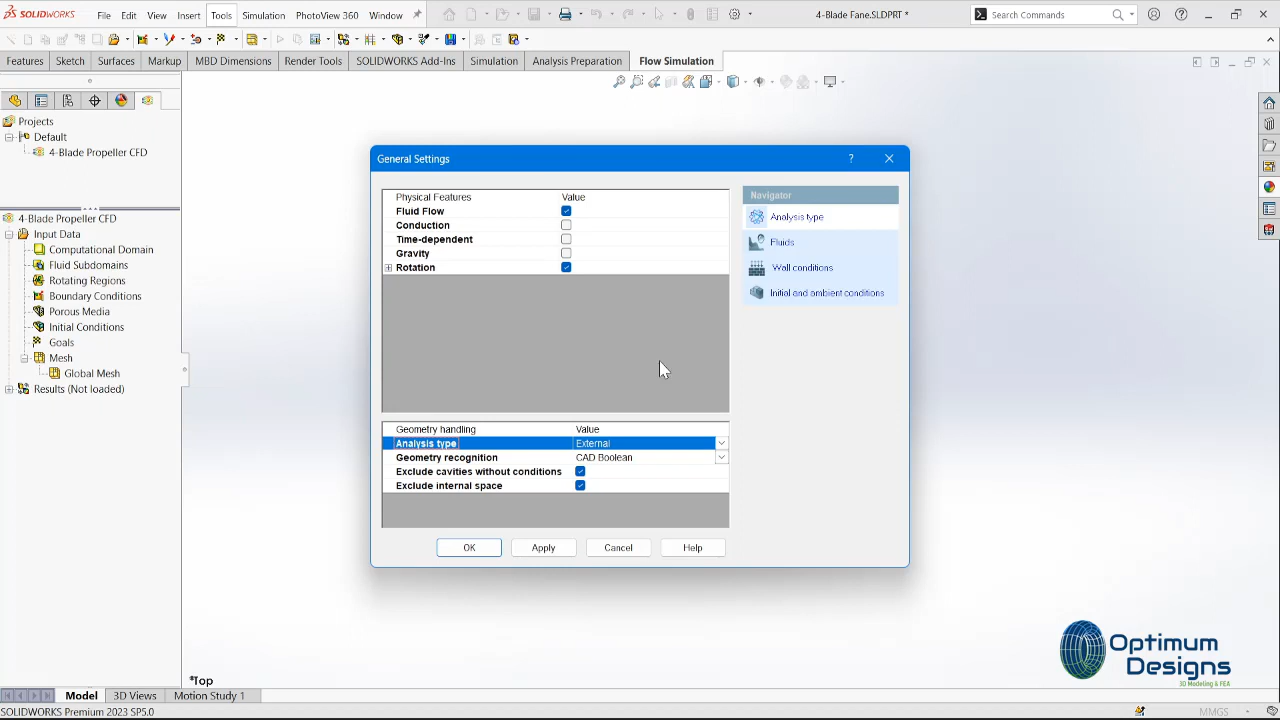 SOLIDWORKS File Edit View Insert Tools Simulation PhotoView 360 Window 4-Blade Fane.SLDPRT * Search Commands
Features Sketch Surfaces Markup MBD Dimensions Render Tools SOLIDWORKS Add-Ins Simulation Analysis Preparation Flow Simulation
Projects
Default
4-Blade Propeller CFD
4-Blade Propeller CFD
Input Data
Computational Domain
Fluid Subdomains
Rotating Regions
Boundary Conditions
Porous Media
Initial Conditions
Goals
Mesh
Global Mesh
Results (Not loaded)
General Settings
Physical Features Value
Fluid Flow
Conduction
Time-dependent
Gravity
Rotation
Geometry handling Value
Analysis type External
Geometry recognition CAD Boolean
Exclude cavities without conditions
Exclude internal space
OK Apply Cancel Help
Navigator
Analysis type
Fluids
Wall conditions
Initial and ambient conditions
Optimum
Designs
3D Modeling & FEA
*Top
Model 3D Views Motion Study 1
SOLIDWORKS Premium 2023 SP5.0 MMGS